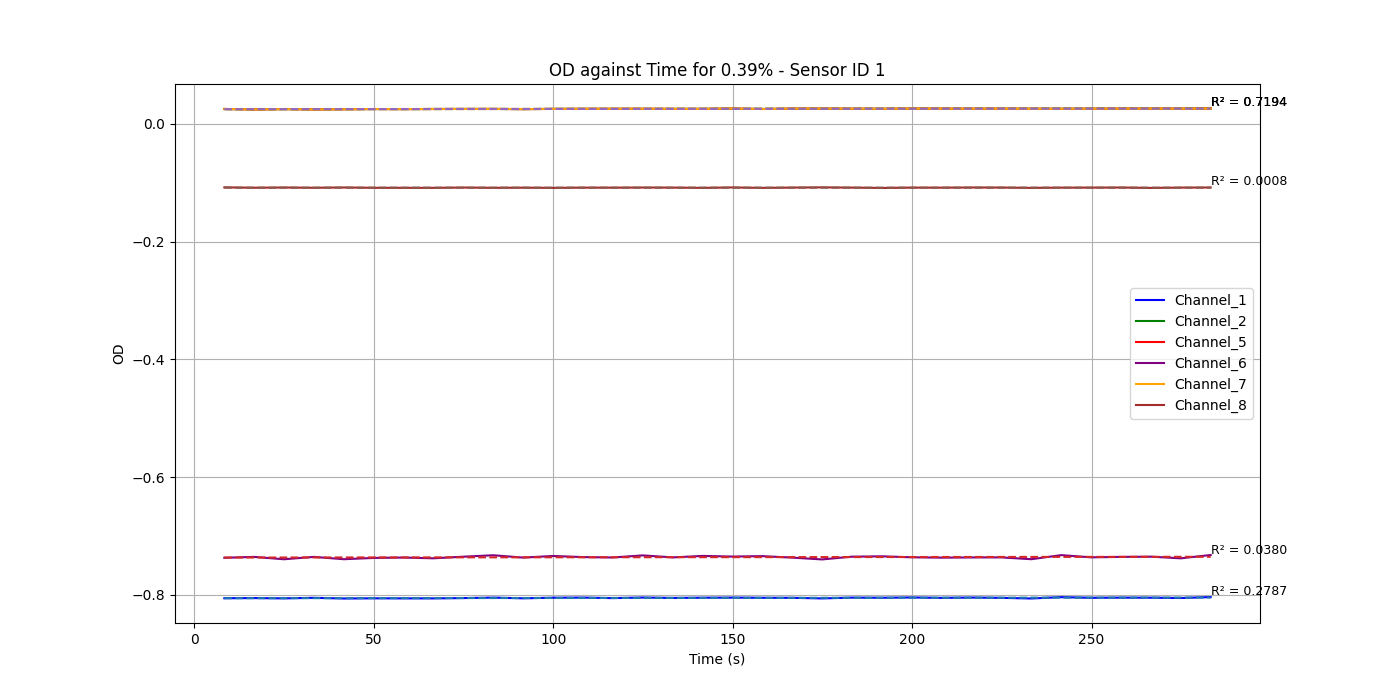 OD against Time for 0.39% - Sensor ID 1
R² = 0.7194
0.0
R² = 0.0008
−0.2
Channel_1
Channel_2
Channel_5
Channel_6
Channel_7
Channel_8
OD
−0.4
−0.6
R² = 0.0380
R² = 0.2787
−0.8
0 50 100 150 200 250
Time (s)